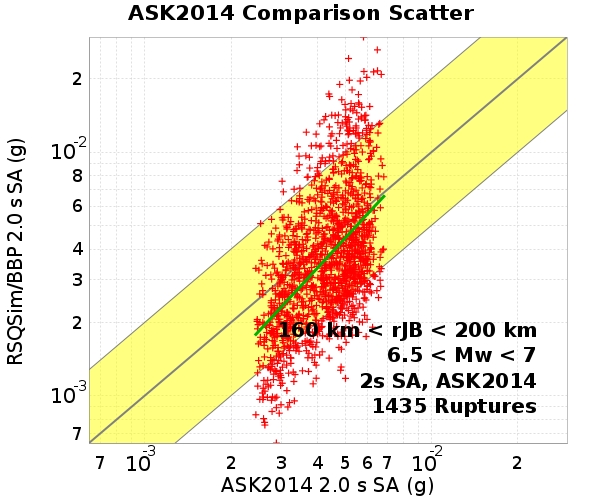 ASK2014 Comparison Scatter
RSQSim/BBP 2.0 s SA (g)
2
10-2
8
6
4
3
2
10-3
7
160 km < rJB < 200 km
6.5 < Mw < 7
2s SA, ASK2014
1435 Ruptures
7 10-3 2 3 4 5 6 7 10-2 2
ASK2014 2.0 s SA (g)